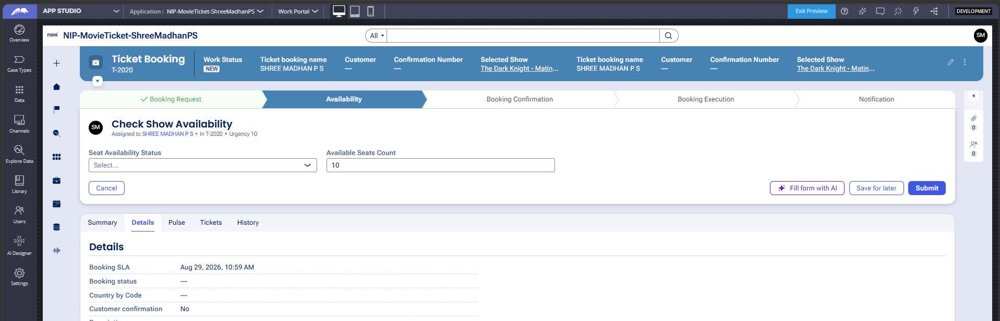 APP STUDIO
Application : NIP-MovieTicket-ShreeMadhanPS
Work Portal
Exit Preview
DEVELOPMENT
Overview
Case Types
Data
Channels
Explore Data
Library
Users
AI
AI Designer
Settings
FISPA
NIP-MovieTicket-ShreeMadhanPS
All
SM
Ticket Booking
T-2020
Work Status
NEW
Ticket booking name
SHREE MADHAN P S
Customer
—
Confirmation Number
—
Selected Show
The Dark Knight - Matin...
Ticket booking name
SHREE MADHAN P S
Customer
—
Confirmation Number
—
Selected Show
The Dark Knight - Matin...
Booking Request
Availability
Booking Confirmation
Booking Execution
Notification
SM
Check Show Availability
Assigned to SHREE MADHAN P S • In T-2020 • Urgency 10
Seat Availability Status
Select...
Available Seats Count
10
Cancel
Fill form with AI
Save for later
Submit
0
0
Summary
Details
Pulse
Tickets
History
Details
Booking SLA Aug 29, 2026, 10:59 AM
Booking status —
Country by Code —
Customer confirmation No